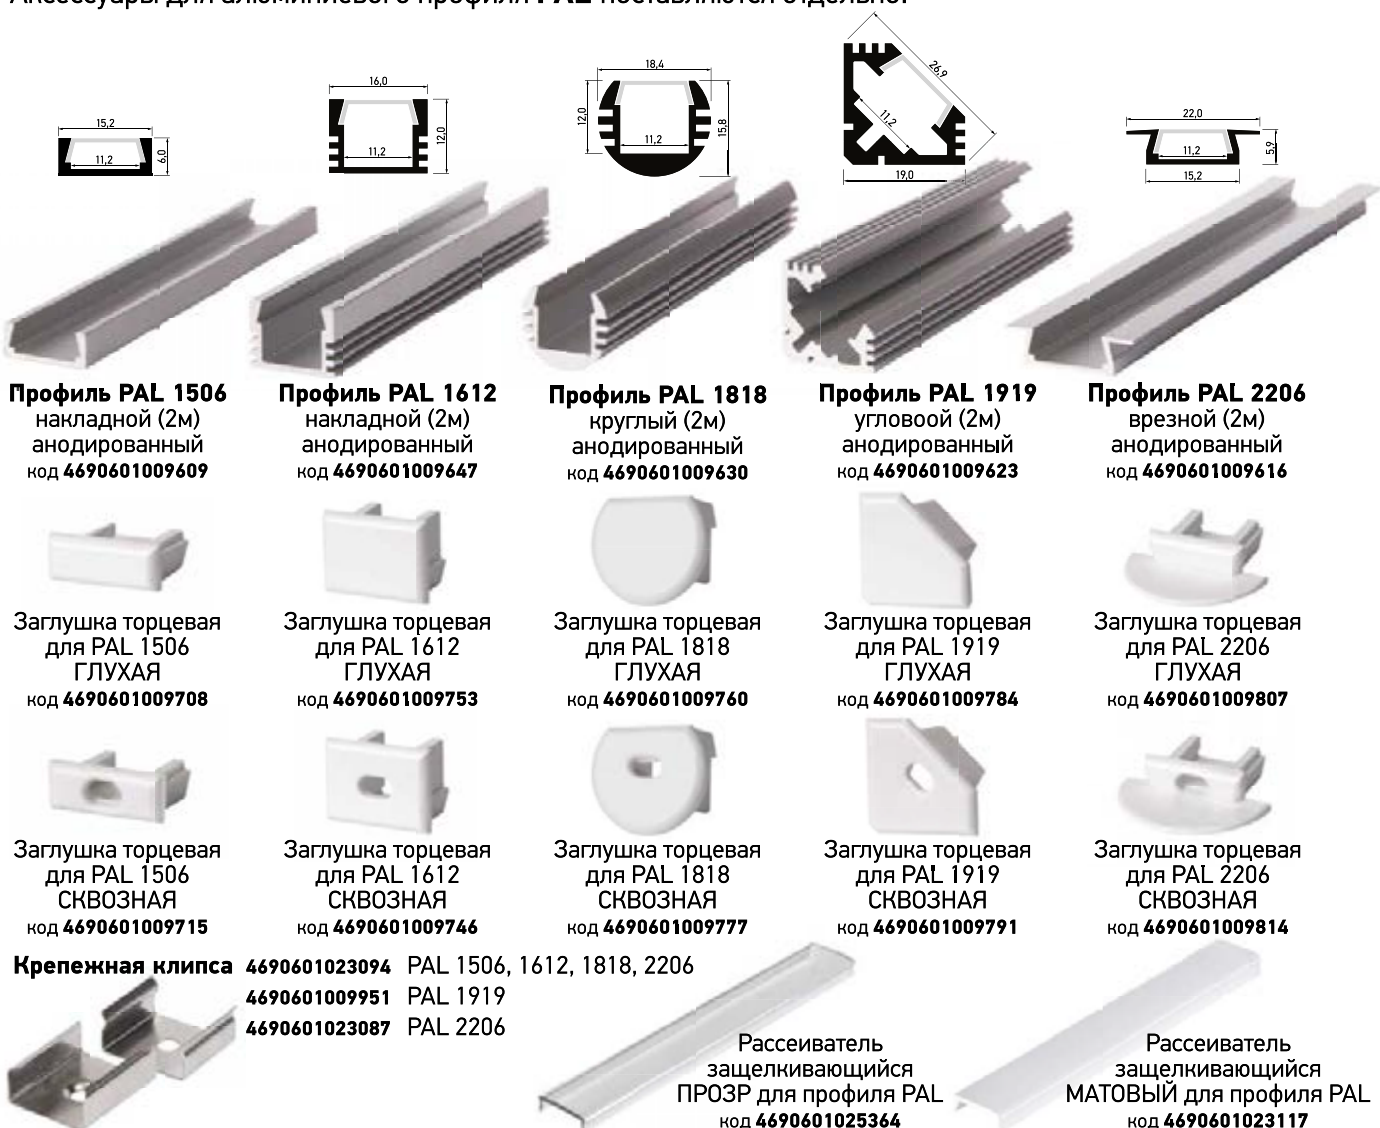 Аксессуары для алюминиевого профиля PAL поставляются отдельно.
15,2
11,2
6,0
16,0
11,2
12,0
18,4
12,0
11,2
15,8
26,9
11,2
19,0
22,0
11,2
5,9
15,2
Профиль PAL 1506
накладной (2м)
анодированный
код 4690601009609
Профиль PAL 1612
накладной (2м)
анодированный
код 4690601009647
Профиль PAL 1818
круглый (2м)
анодированный
код 4690601009630
Профиль PAL 1919
угловоой (2м)
анодированный
код 4690601009623
Профиль PAL 2206
врезной (2м)
анодированный
код 4690601009616
Заглушка торцевая
для PAL 1506
ГЛУХАЯ
код 4690601009708
Заглушка торцевая
для PAL 1612
ГЛУХАЯ
код 4690601009753
Заглушка торцевая
для PAL 1818
ГЛУХАЯ
код 4690601009760
Заглушка торцевая
для PAL 1919
ГЛУХАЯ
код 4690601009784
Заглушка торцевая
для PAL 2206
ГЛУХАЯ
код 4690601009807
Заглушка торцевая
для PAL 1506
СКВОЗНАЯ
код 4690601009715
Заглушка торцевая
для PAL 1612
СКВОЗНАЯ
код 4690601009746
Заглушка торцевая
для PAL 1818
СКВОЗНАЯ
код 4690601009777
Заглушка торцевая
для PAL 1919
СКВОЗНАЯ
код 4690601009791
Заглушка торцевая
для PAL 2206
СКВОЗНАЯ
код 4690601009814
Крепежная клипса 4690601023094 PAL 1506, 1612, 1818, 2206
4690601009951 PAL 1919
4690601023087 PAL 2206
Рассеиватель
защелкивающийся
ПРОЗР для профиля PAL
код 4690601025364
Рассеиватель
защелкивающийся
МАТОВЫЙ для профиля PAL
код 4690601023117